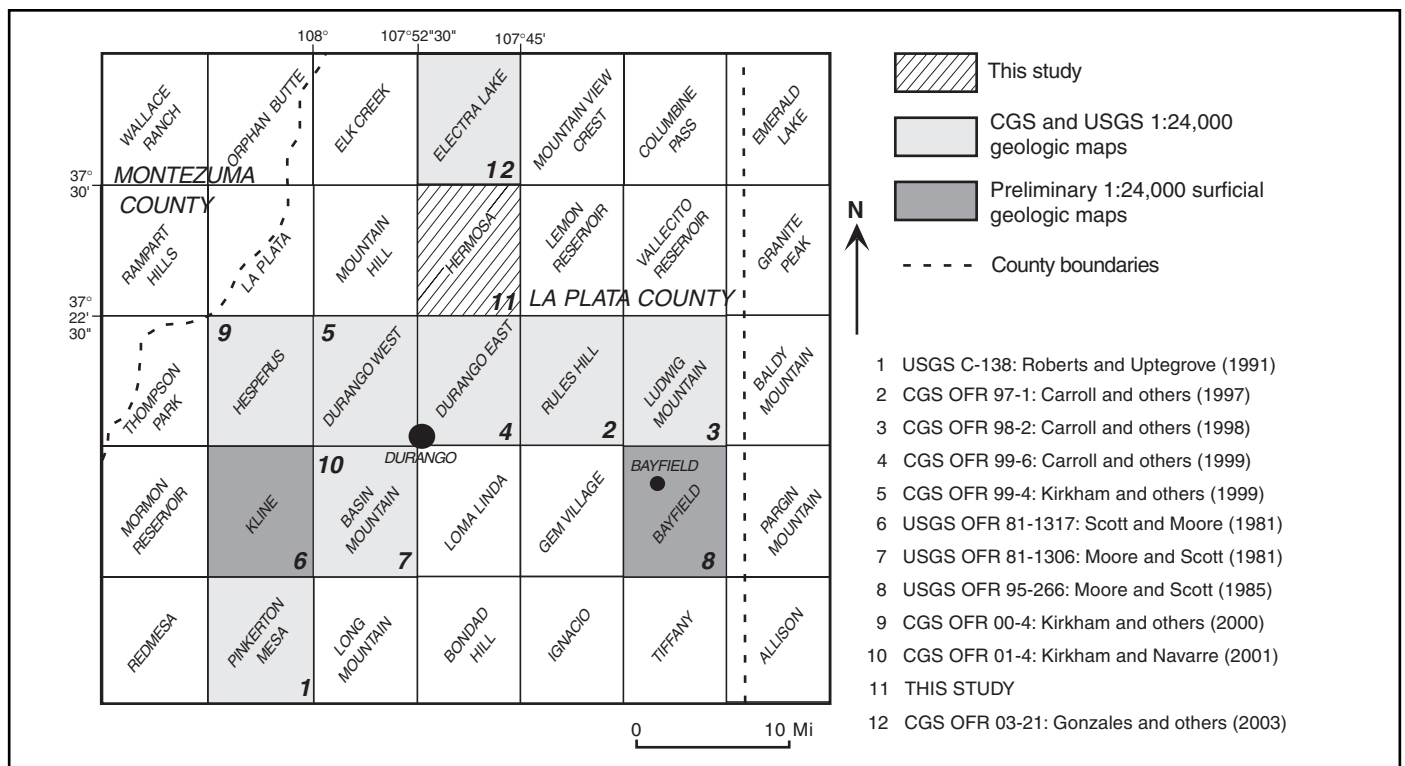 108°
107°52"30"
107°45'
WALLACE
RANCH
ORPHAN BUTTE
ELK CREEK
ELECTRA LAKE
12
MOUNTAIN VIEW
CREST
COLUMBINE
PASS
EMERALD
LAKE
37°
30'
MONTEZUMA
COUNTY
RAMPART
HILLS
LA PLATA
MOUNTAIN
HILL
HERMOSA
11
LEMON
RESERVOIR
VALLECITO
RESERVOIR
GRANITE
PEAK
LA PLATA COUNTY
37°
22'
30"
THOMPSON
PARK
9
HESPERUS
5
DURANGO WEST
DURANGO EAST
4
RULES HILL
2
LUDWIG
MOUNTAIN
3
BALDY
MOUNTAIN
DURANGO
MORMON
RESERVOIR
KLINE
6
10
BASIN
MOUNTAIN
7
LOMA LINDA
GEM VILLAGE
BAYFIELD
BAYFIELD
8
PARGIN
MOUNTAIN
REDMESA
PINKERTON
MESA
1
LONG
MOUNTAIN
BONDAD
HILL
IGNACIO
TIFFANY
ALLISON
This study
CGS and USGS 1:24,000
geologic maps
Preliminary 1:24,000 surficial
geologic maps
County boundaries
N
1 USGS C-138: Roberts and Uptegrove (1991)
2 CGS OFR 97-1: Carroll and others (1997)
3 CGS OFR 98-2: Carroll and others (1998)
4 CGS OFR 99-6: Carroll and others (1999)
5 CGS OFR 99-4: Kirkham and others (1999)
6 USGS OFR 81-1317: Scott and Moore (1981)
7 USGS OFR 81-1306: Moore and Scott (1981)
8 USGS OFR 95-266: Moore and Scott (1985)
9 CGS OFR 00-4: Kirkham and others (2000)
10 CGS OFR 01-4: Kirkham and Navarre (2001)
11 THIS STUDY
12 CGS OFR 03-21: Gonzales and others (2003)
0 10 Mi